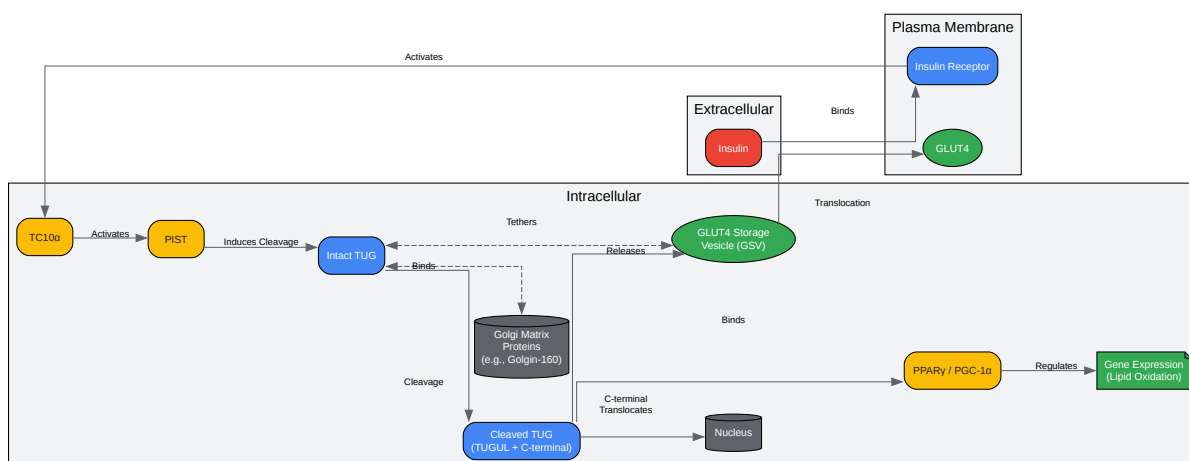 Plasma Membrane
Activates
Insulin Receptor
Extracellular
Binds
Insulin
GLUT4
Intracellular
Translocation
Tethers
TC10α
Activates
PIST
Induces Cleavage
Intact TUG
GLUT4 Storage
Vesicle (GSV)
Releases
Binds
Golgi Matrix
Proteins
(e.g., Golgin-160)
Binds
PPARγ / PGC-1α
Regulates
Gene Expression
(Lipid Oxidation)
Cleavage
C-terminal
Translocates
Cleaved TUG
(TUGUL + C-terminal)
Nucleus